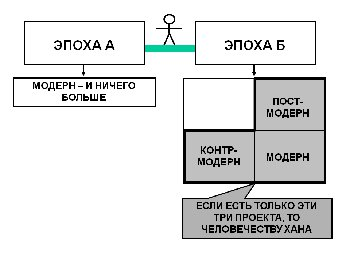 ЭПОХА А
ЭПОХА Б
МОДЕРН – И НИЧЕГО
БОЛЬШЕ
ПОСТ-
МОДЕРН
КОНТР-
МОДЕРН
МОДЕРН
ЕСЛИ ЕСТЬ ТОЛЬКО ЭТИ
ТРИ ПРОЕКТА, ТО
ЧЕЛОВЕЧЕСТВУ ХАНА